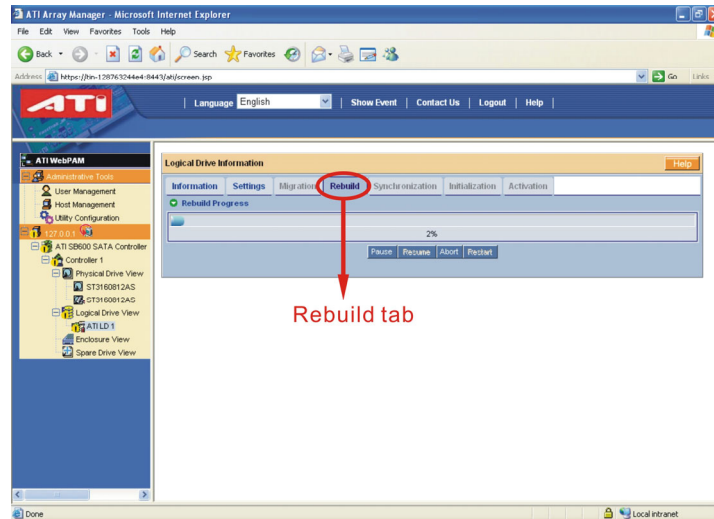 ATI Array Manager - Microsoft Internet Explorer
File Edit View Favorites Tools Help
Back Search Favorites
Address https://tin-128763244e4:8443/ati/screen.jsp Go Links
ATI
Language English Show Event Contact Us Logout Help
ATI WebPAM
Administrative Tools
User Management
Host Management
Utility Configuration
127.0.0.1
ATI SB600 SATA Controller
Controller 1
Physical Drive View
ST3160812AS
ST3160812AS
Logical Drive View
ATI LD 1
Enclosure View
Spare Drive View
Logical Drive Information Help
Information Settings Migration Rebuild Synchronization Initialization Activation
Rebuild Progress
2%
Pause Resume Abort Restart
Rebuild tab
Done Local intranet